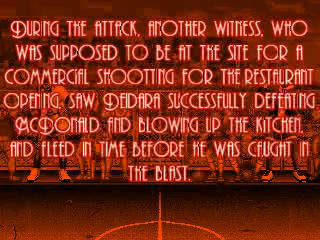 During the attack, another witness, who
was supposed to be at the site for a
commercial shootting for the restaurant
opening, saw Deidara successfully defeating
McDonald and blowing up the kitchen,
and fleed in time before he was caught in
the blast.